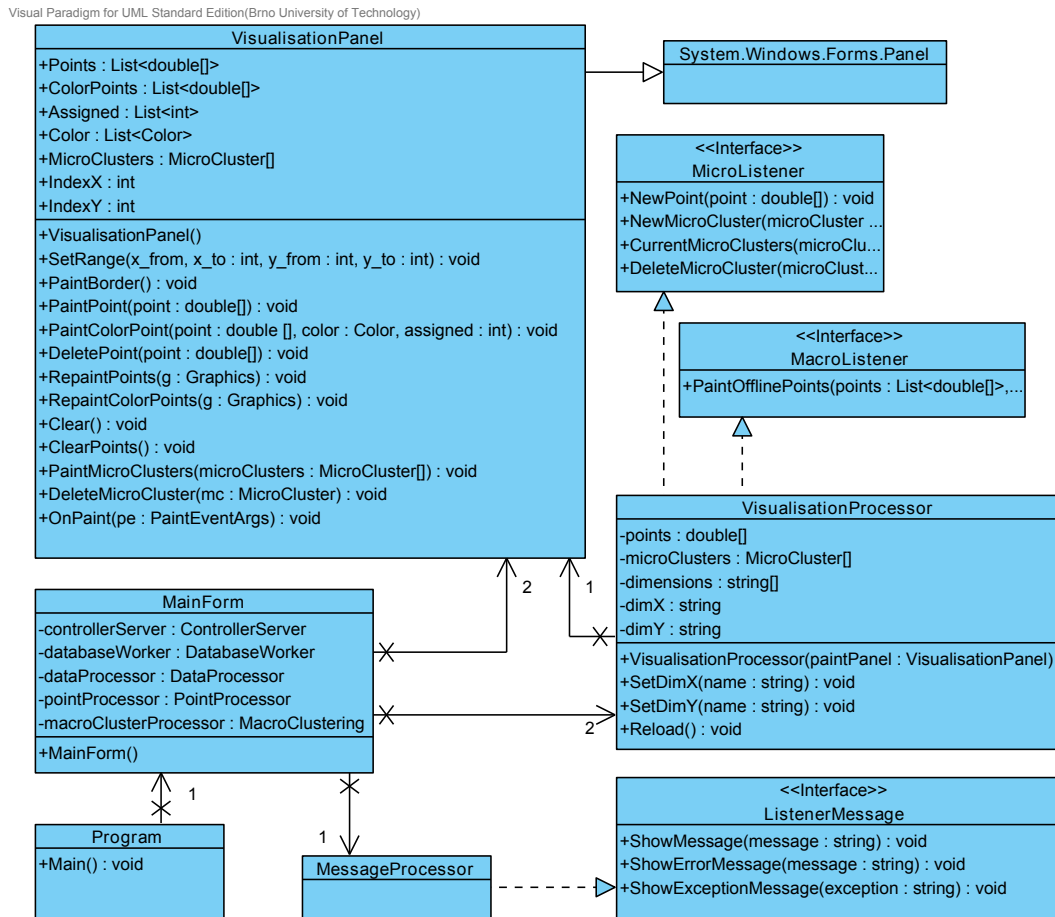 Visual Paradigm for UML Standard Edition(Brno University of Technology)
VisualisationPanel
+Points : List<double[]>
+ColorPoints : List<double[]>
+Assigned : List<int>
+Color : List<Color>
+MicroClusters : MicroCluster[]
+IndexX : int
+IndexY : int
+VisualisationPanel()
+SetRange(x_from, x_to : int, y_from : int, y_to : int) : void
+PaintBorder() : void
+PaintPoint(point : double[]) : void
+PaintColorPoint(point : double [], color : Color, assigned : int) : void
+DeletePoint(point : double[]) : void
+RepaintPoints(g : Graphics) : void
+RepaintColorPoints(g : Graphics) : void
+Clear() : void
+ClearPoints() : void
+PaintMicroClusters(microClusters : MicroCluster[]) : void
+DeleteMicroCluster(mc : MicroCluster) : void
+OnPaint(pe : PaintEventArgs) : void
System.Windows.Forms.Panel
<<Interface>>
MicroListener
+NewPoint(point : double[]) : void
+NewMicroCluster(microCluster ...
+CurrentMicroClusters(microClu...
+DeleteMicroCluster(microClust...
<<Interface>>
MacroListener
+PaintOfflinePoints(points : List<double[]>,...
VisualisationProcessor
-points : double[]
-microClusters : MicroCluster[]
-dimensions : string[]
-dimX : string
-dimY : string
+VisualisationProcessor(paintPanel : VisualisationPanel)
+SetDimX(name : string) : void
+SetDimY(name : string) : void
+Reload() : void
2
1
MainForm
-controllerServer : ControllerServer
-databaseWorker : DatabaseWorker
-dataProcessor : DataProcessor
-pointProcessor : PointProcessor
-macroClusterProcessor : MacroClustering
+MainForm()
2
1
1
Program
+Main() : void
MessageProcessor
<<Interface>>
ListenerMessage
+ShowMessage(message : string) : void
+ShowErrorMessage(message : string) : void
+ShowExceptionMessage(exception : string) : void